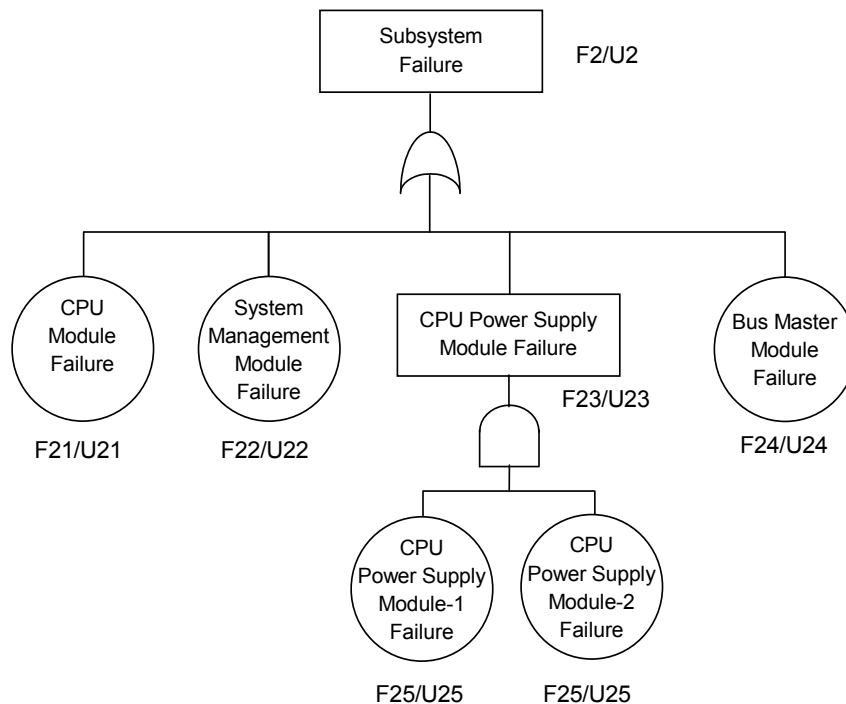 Subsystem
Failure
F2/U2
CPU
Module
Failure
F21/U21
System
Management
Module
Failure
F22/U22
CPU Power Supply
Module Failure
F23/U23
Bus Master
Module
Failure
F24/U24
CPU
Power Supply
Module-1
Failure
F25/U25
CPU
Power Supply
Module-2
Failure
F25/U25